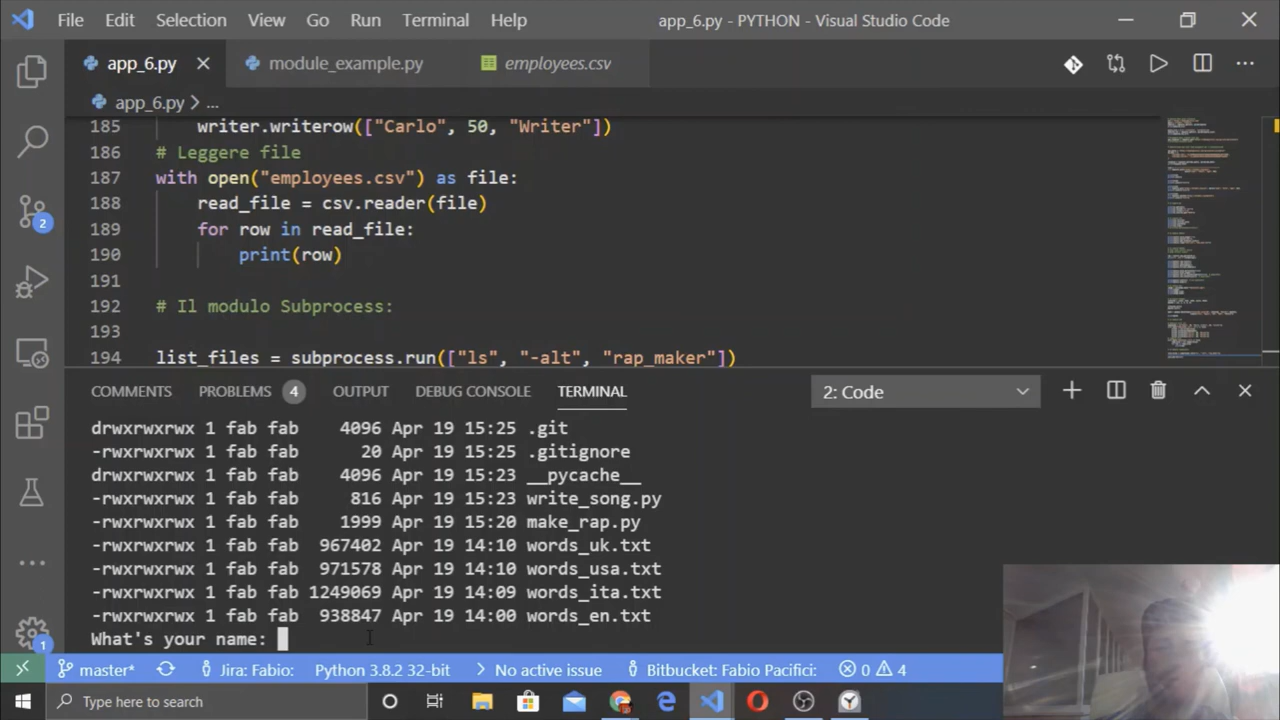 File Edit Selection View Go Run Terminal Help app_6.py - PYTHON - Visual Studio Code
app_6.py module_example.py employees.csv
app_6.py > ...
185 writer.writerow(["Carlo", 50, "Writer"])
186 # Leggere file
187 with open("employees.csv") as file:
188 read_file = csv.reader(file)
189 for row in read_file:
190 print(row)
191
192 # Il modulo Subprocess:
193
194 list_files = subprocess.run(["ls", "-alt", "rap_maker"])
2
COMMENTS PROBLEMS 4 OUTPUT DEBUG CONSOLE TERMINAL 2: Code
drwxrwxrwx 1 fab fab 4096 Apr 19 15:25 .git
-rwxrwxrwx 1 fab fab 20 Apr 19 15:25 .gitignore
drwxrwxrwx 1 fab fab 4096 Apr 19 15:23 __pycache__
-rwxrwxrwx 1 fab fab 816 Apr 19 15:23 write_song.py
-rwxrwxrwx 1 fab fab 1999 Apr 19 15:20 make_rap.py
-rwxrwxrwx 1 fab fab 967402 Apr 19 14:10 words_uk.txt
-rwxrwxrwx 1 fab fab 971578 Apr 19 14:10 words_usa.txt
-rwxrwxrwx 1 fab fab 1249069 Apr 19 14:09 words_ita.txt
-rwxrwxrwx 1 fab fab 938847 Apr 19 14:00 words_en.txt
What's your name:
1
master* Jira: Fabio: Python 3.8.2 32-bit No active issue Bitbucket: Fabio Pacifici: 0 4
Type here to search